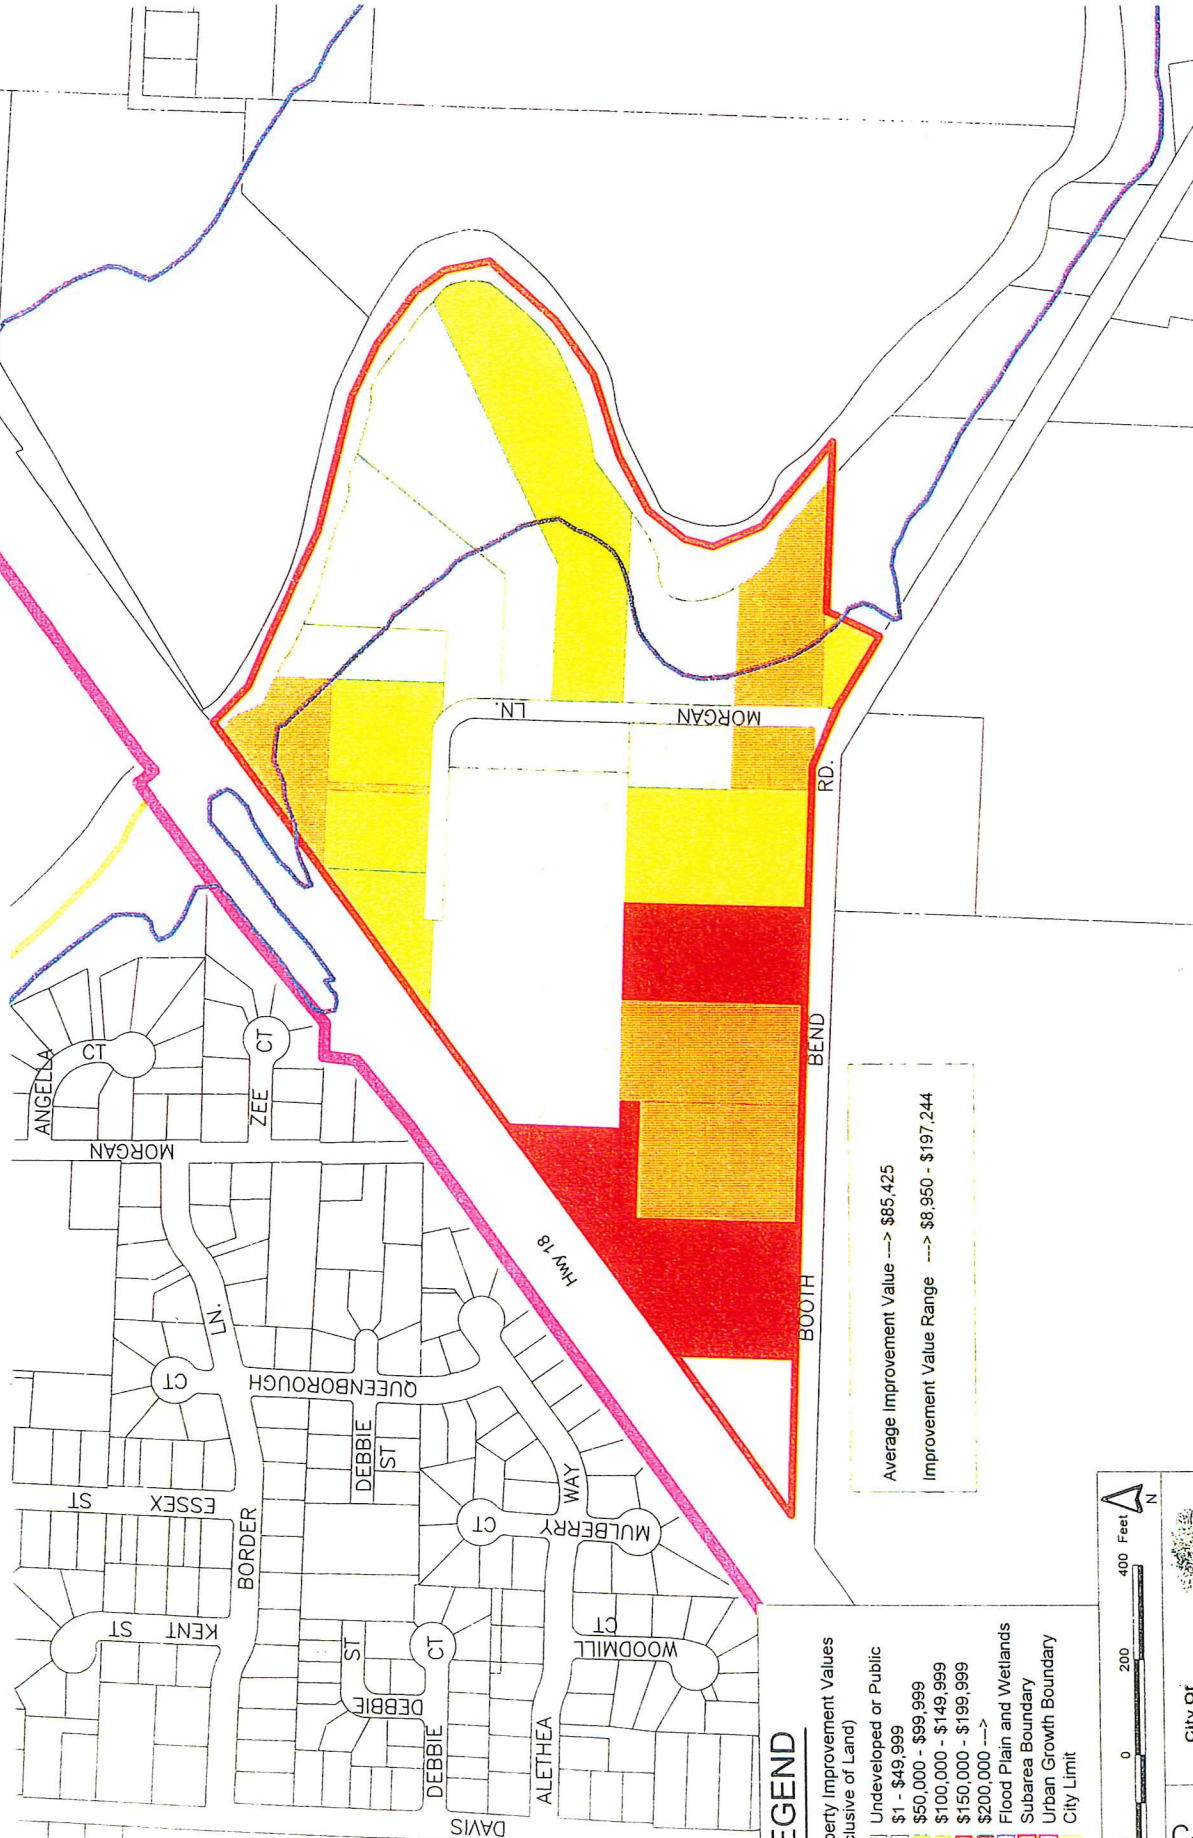 ANGELLA
CT
ZEE
CT
MORGAN
LN.
CT
QUEENBOROUGH
DEBBIE
ST
ESSEX
ST
BORDER
KENT
ST
CT
MULBERRY
WAY
WOODMILL
CT
ST
DEBBIE
CT
DEBBIE
ALETHEA
DAVIS
Hwy 18
LN.
MORGAN
RD.
BEND
BOOTH
Average Improvement Value ---> $85,425
Improvement Value Range ---> $8,950 - $197,244
EGEND
perty Improvement Values
clusive of Land)
Undeveloped or Public
$1 - $49,999
$50,000 - $99,999
$100,000 - $149,999
$150,000 - $199,999
$200,000 --->
Flood Plain and Wetlands
Subarea Boundary
Urban Growth Boundary
City Limit
0 200 400 Feet
N
City Of